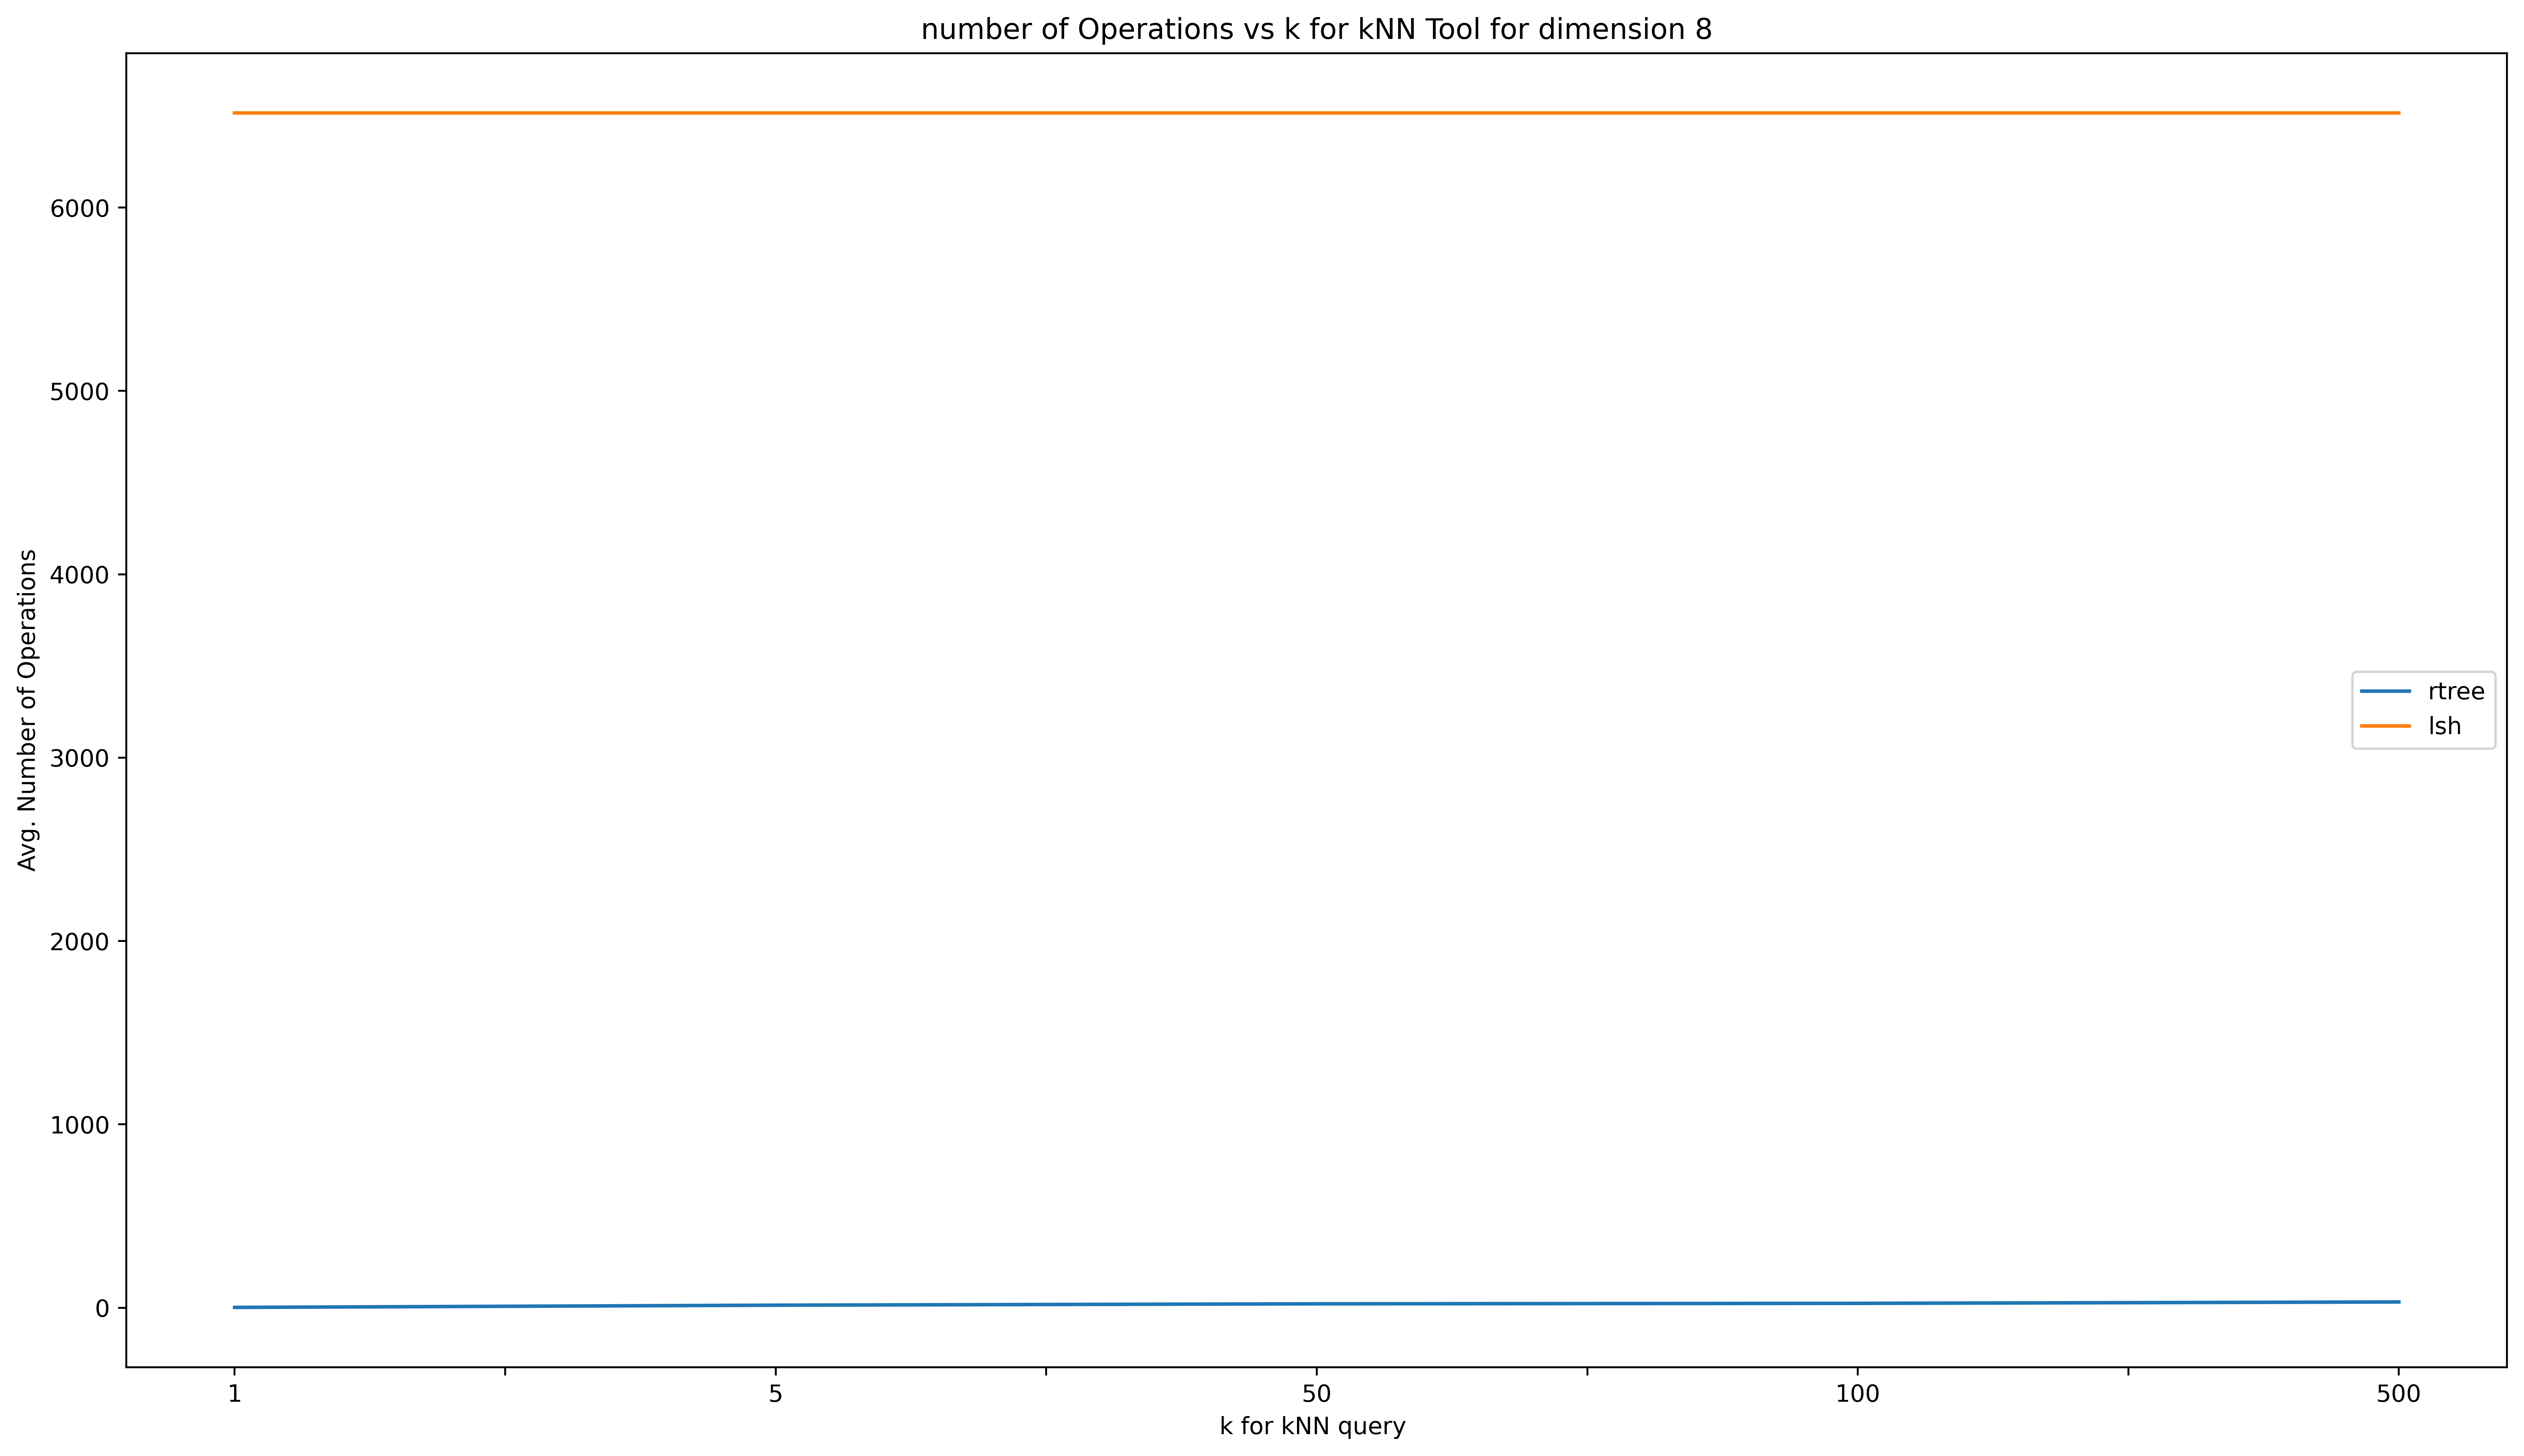 number of Operations vs k for kNN Tool for dimension 8
6000
5000
4000
3000
2000
1000
0
Avg. Number of Operations
rtree
lsh
1 5 50 100 500
k for kNN query